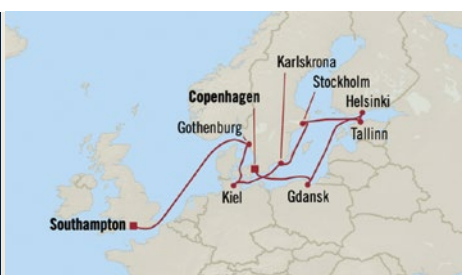 Karlskrona
Stockholm
Copenhagen
Helsinki
Gothenburg
Tallinn
Kiel
Gdansk
Southampton